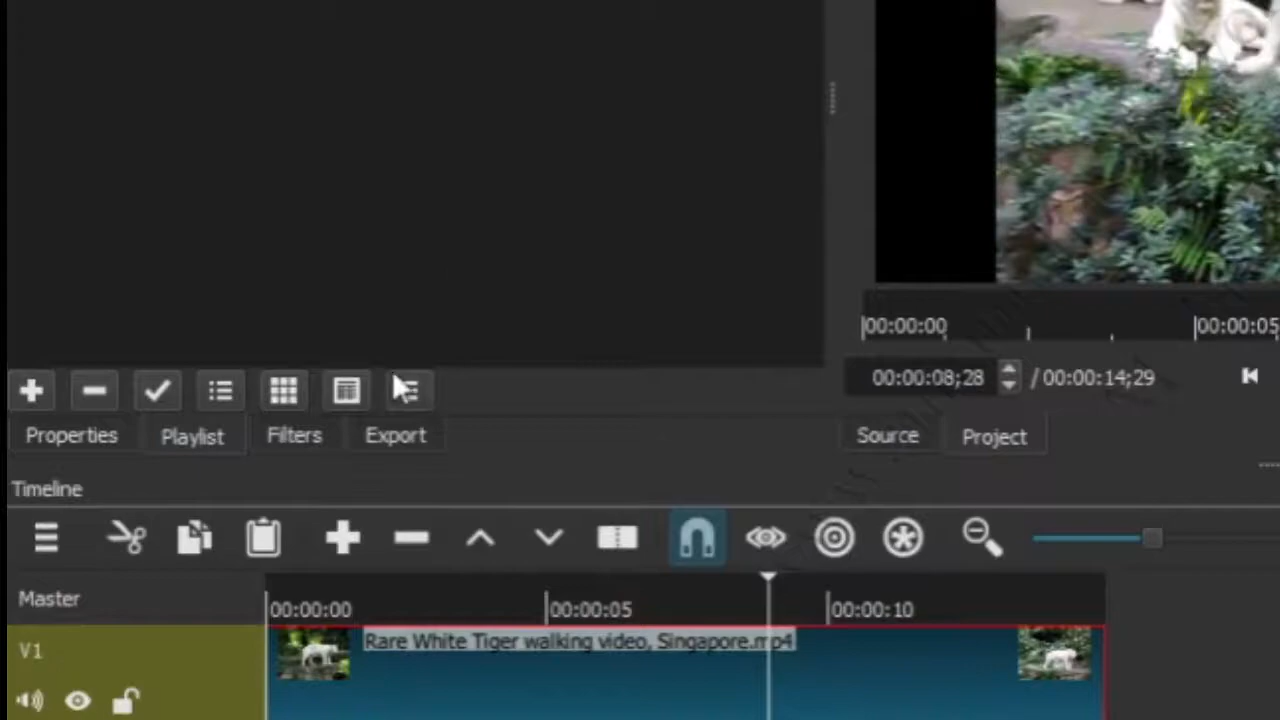 00:00:00 00:00:05
00:00:08;28 / 00:00:14;29
Properties Playlist Filters Export
Source Project
Timeline
Master
00:00:00 00:00:05 00:00:10
V1
Rare White Tiger walking video, Singapore.mp4